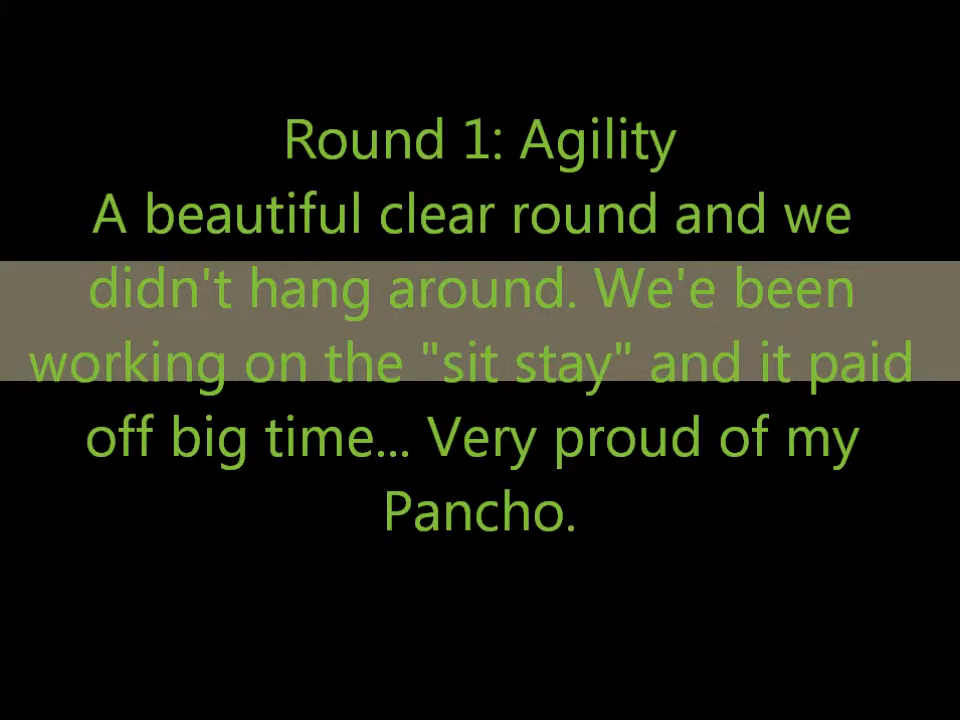 Round 1: Agility
A beautiful clear round and we
didn't hang around. We'e been
working on the "sit stay" and it paid
off big time... Very proud of my
Pancho.